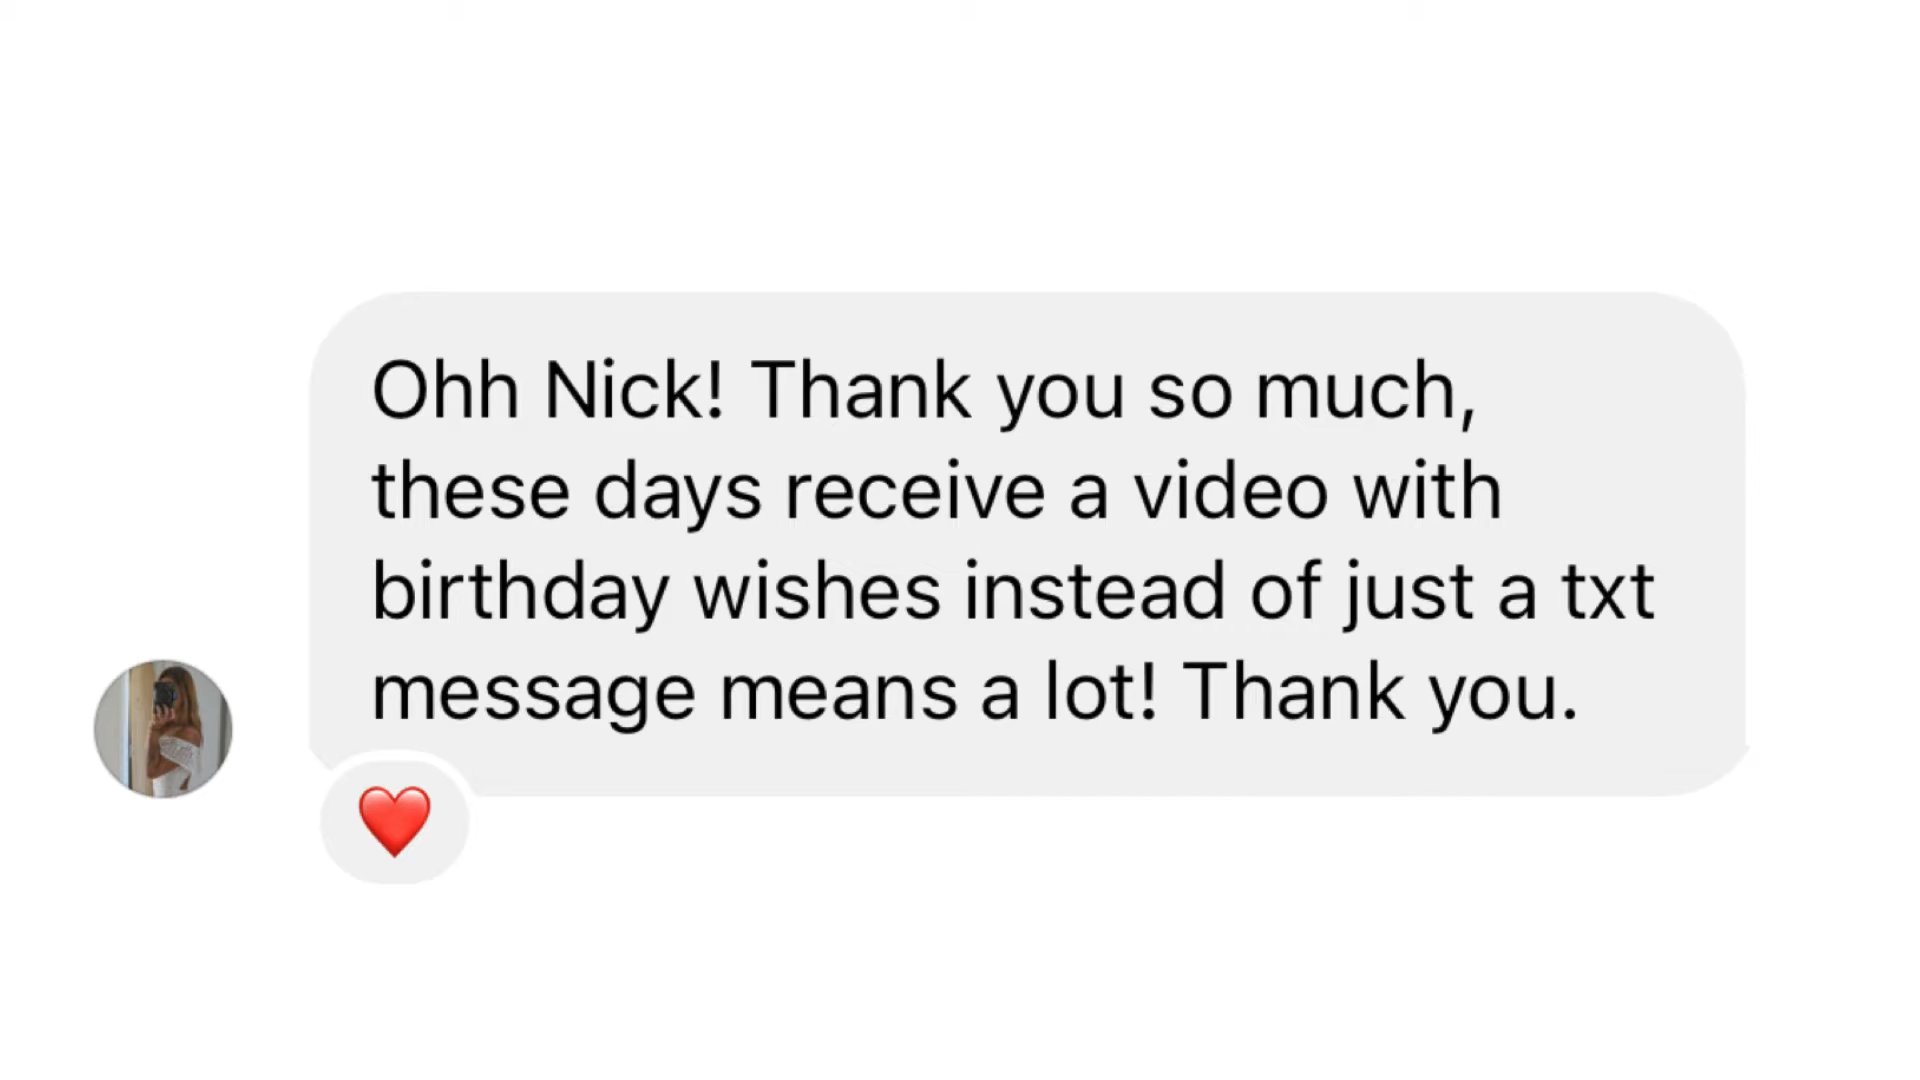 Ohh Nick! Thank you so much,
these days receive a video with
birthday wishes instead of just a txt
message means a lot! Thank you.